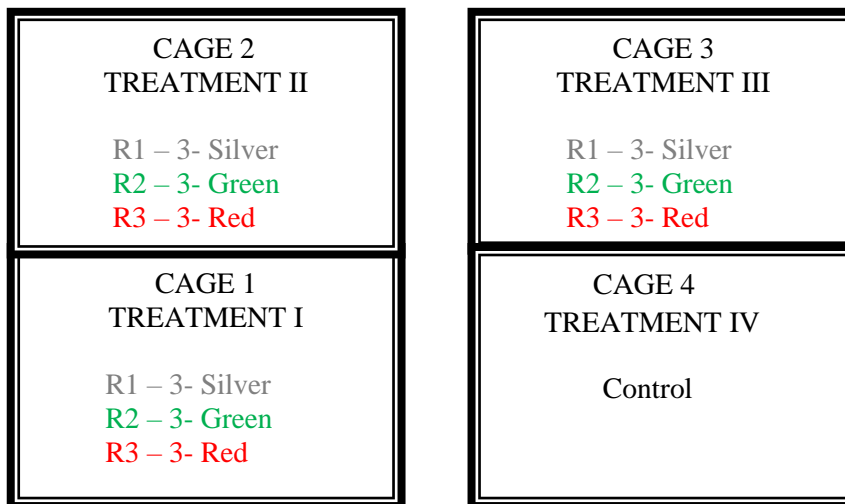 CAGE 2
TREATMENT II
R1 – 3- Silver
R2 – 3- Green
R3 – 3- Red
CAGE 3
TREATMENT III
R1 – 3- Silver
R2 – 3- Green
R3 – 3- Red
CAGE 1
TREATMENT I
R1 – 3- Silver
R2 – 3- Green
R3 – 3- Red
CAGE 4
TREATMENT IV
Control